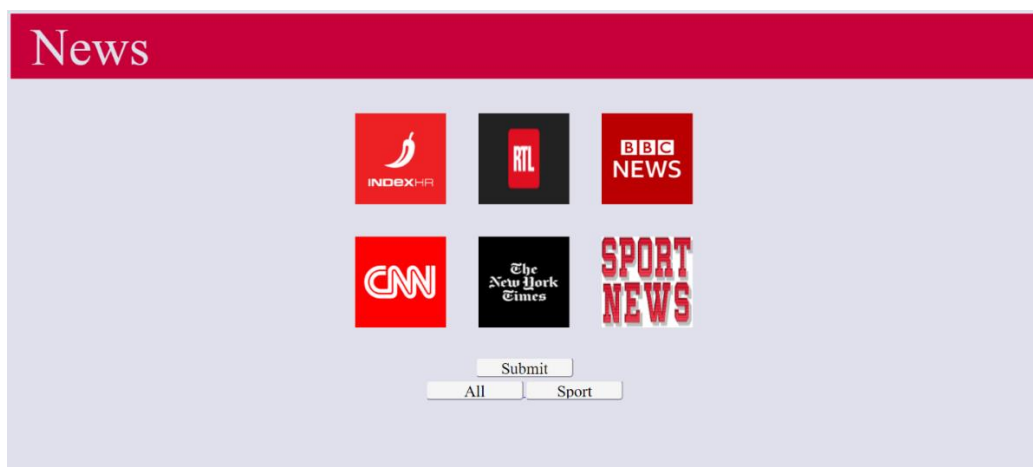 News
INDEXHR
RTL
BBC
NEWS
CNN
The
New York
Times
SPORT
NEWS
Submit
All Sport